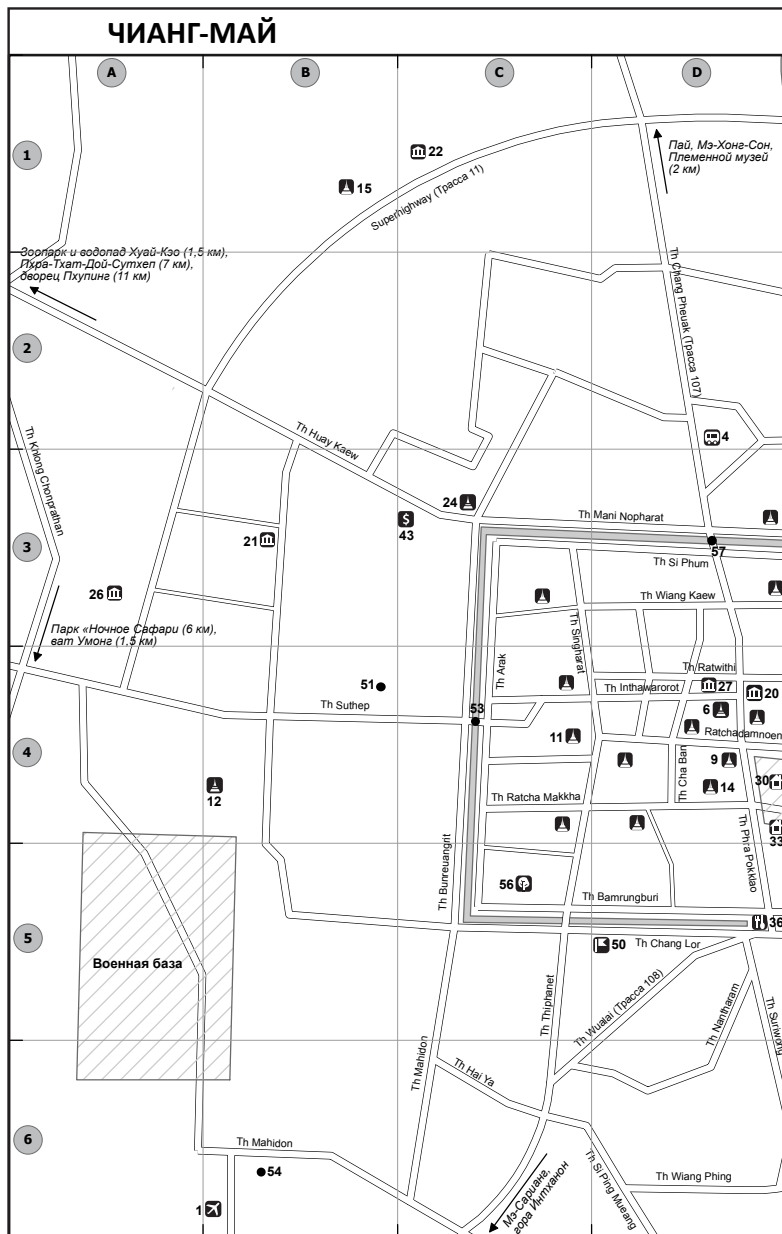 ЧИАНГ-МАЙ
A
B
C
D
1
22
15
Superhighway (Трасса 11)
Пай, Мэ-Хонг-Сон,
Племенной музей
(2 км)
Зоопарк и водопад Хуай-Кэо (1,5 км),
Пхра-Тхат-Дой-Сутхеп (7 км),
дворец Пхупинг (11 км)
Th Chang Pheuak (Трасса 107)
2
Th Huay Kaew
4
Th Khlong Chonprathan
24
43
Th Mani Nopharat
3
21
57
Th Si Phum
26
Th Wiang Kaew
Парк «Ночное Сафари (6 км),
ват Умонг (1,5 км)
Th Singharat
Th Arak
Th Ratwithi
51
Th Inthawarorot
27
20
Th Suthep
53
6
11
Ratchadamnoen
4
9
Th Cha Ban
30
12
14
Th Ratcha Makkha
33
Th Phra Pokklao
Th Bunreuangrit
56
Th Bamrungburi
36
5
Военная база
50
Th Chang Lor
Th Thiphanet
Th Wualai (Трасса 108)
Th Nantharam
Th Suriwong
Th Mahidon
Th Hai Ya
6
Th Mahidon
54
Th Si Ping Mueang
Th Wiang Phing
Мэ-Сарианг,
гора Интханон
1